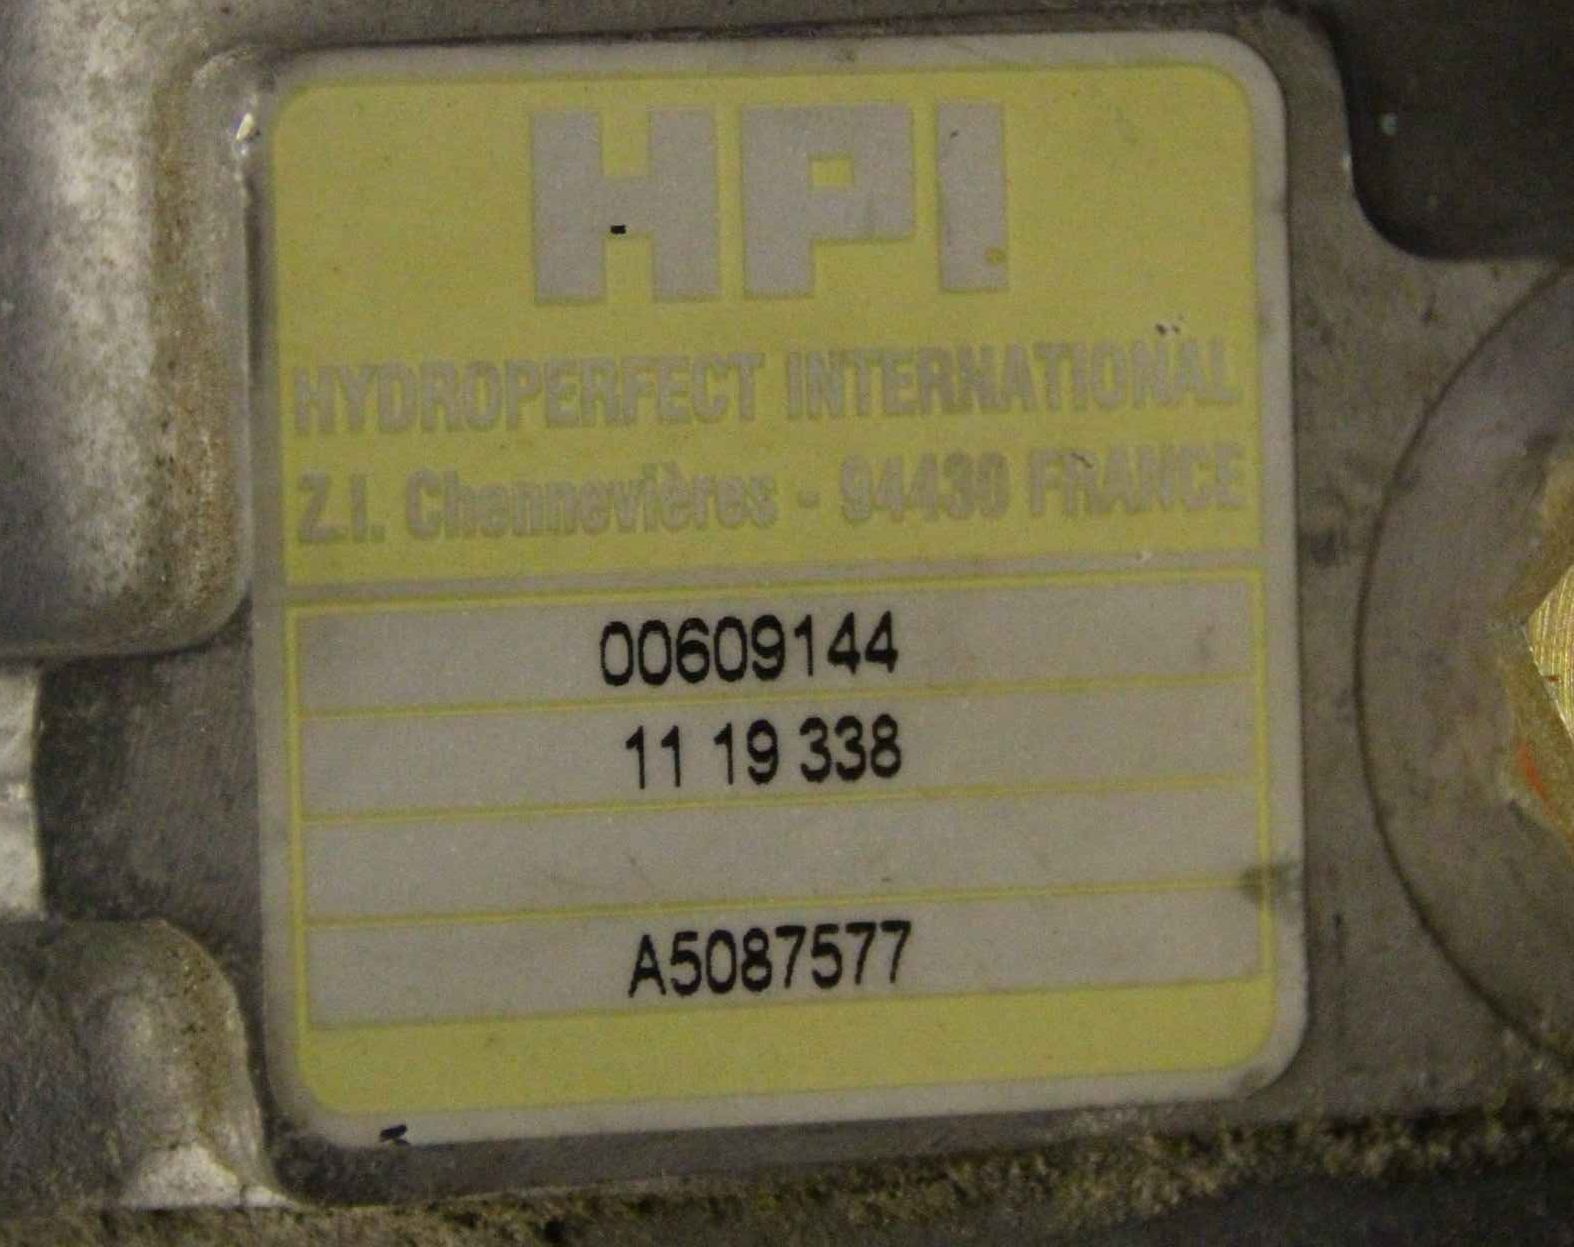 HPI
HYDROPERFECT INTERNATIONAL
Z.I. Chennevières - 94430 FRANCE
00609144
11 19 338
A5087577